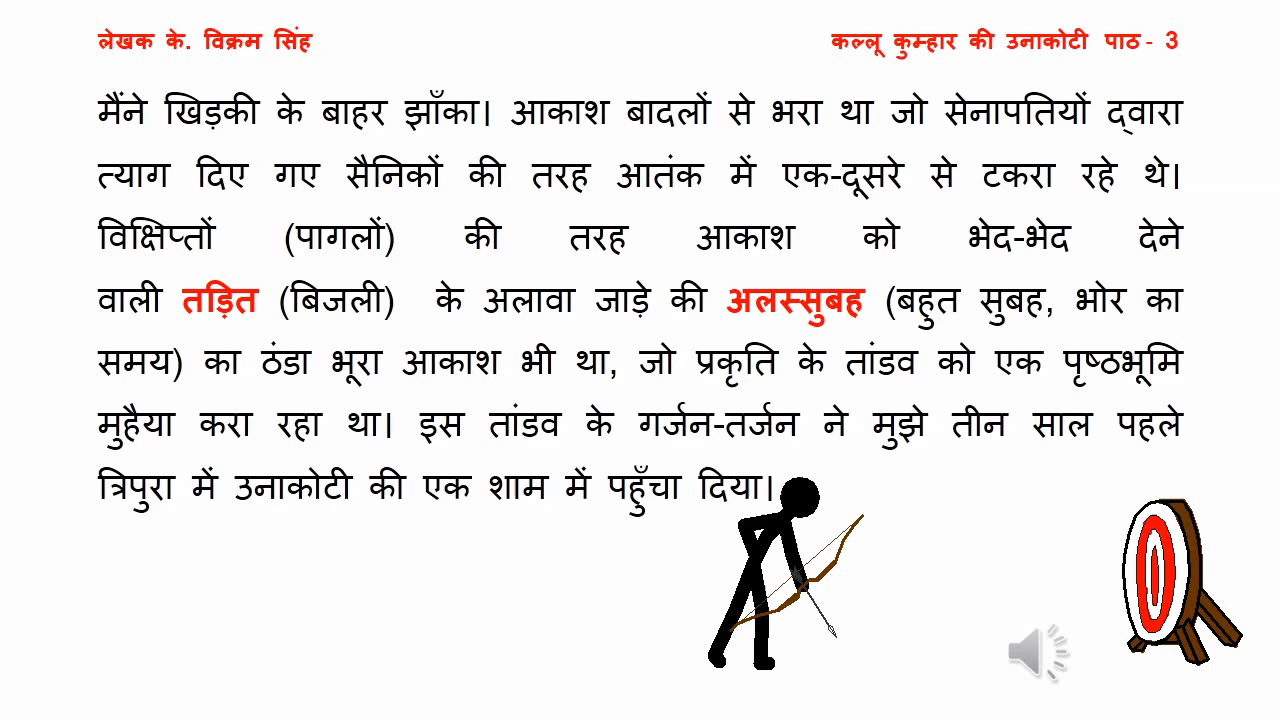 लेखक के. विक्रम सिंह
कल्लू कुम्हार की उनाकोटी पाठ - 3
मैंने खिड़की के बाहर झाँका। आकाश बादलों से भरा था जो सेनापतियों द्वारा
त्याग दिए गए सैनिकों की तरह आतंक में एक-दूसरे से टकरा रहे थे।
विक्षिप्तों (पागलों) की तरह आकाश को भेद-भेद देने
वाली तड़ित (बिजली) के अलावा जाड़े की अलस्सुबह (बहुत सुबह, भोर का
समय) का ठंडा भूरा आकाश भी था, जो प्रकृति के तांडव को एक पृष्ठभूमि
मुहैया करा रहा था। इस तांडव के गर्जन-तर्जन ने मुझे तीन साल पहले
त्रिपुरा में उनाकोटी की एक शाम में पहुँचा दिया।